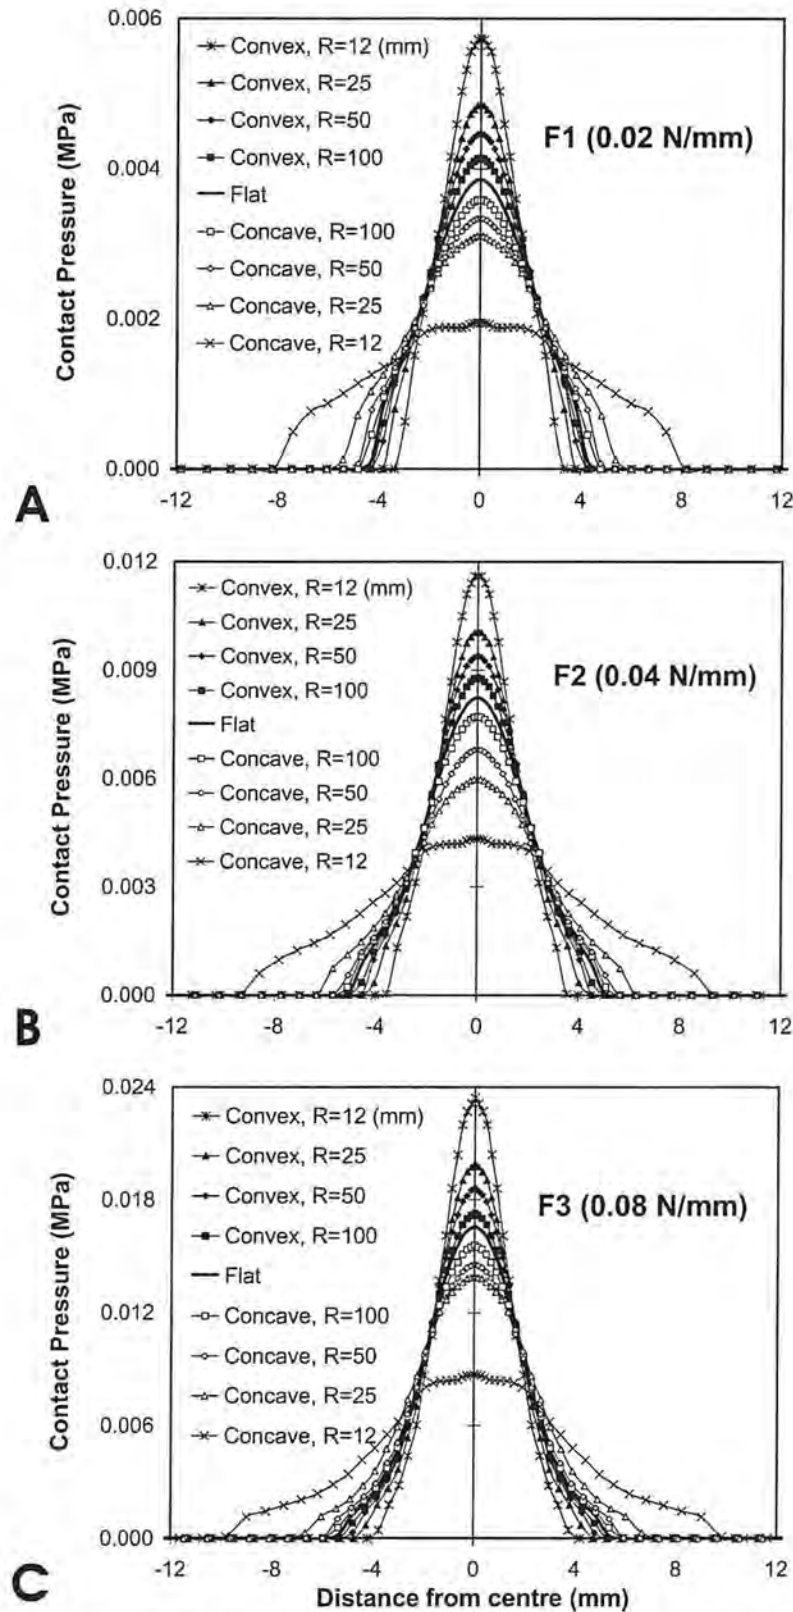 0.006
Convex, R=12 (mm)
Convex, R=25
Convex, R=50
Convex, R=100
Flat
Concave, R=100
Concave, R=50
Concave, R=25
Concave, R=12
F1 (0.02 N/mm)
0.004
0.002
0.000
Contact Pressure (MPa)
-12 -8 -4 0 4 8 12
A
0.012
Convex, R=12 (mm)
Convex, R=25
Convex, R=50
Convex, R=100
Flat
Concave, R=100
Concave, R=50
Concave, R=25
Concave, R=12
F2 (0.04 N/mm)
0.009
0.006
0.003
0.000
Contact Pressure (MPa)
-12 -8 -4 0 4 8 12
B
0.024
Convex, R=12 (mm)
Convex, R=25
Convex, R=50
Convex, R=100
Flat
Concave, R=100
Concave, R=50
Concave, R=25
Concave, R=12
F3 (0.08 N/mm)
0.018
0.012
0.006
0.000
Contact Pressure (MPa)
-12 -8 -4 0 4 8 12
C
Distance from centre (mm)